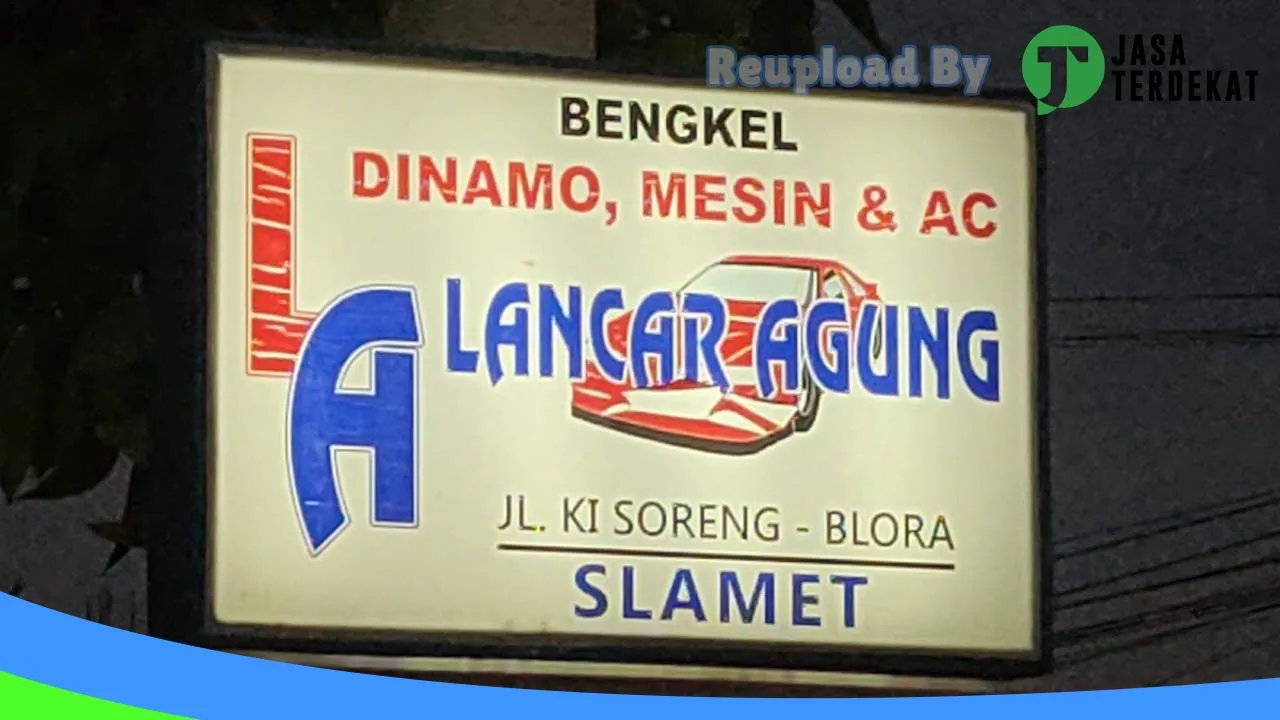 Reupload By
JASA
TERDEKAT
BENGKEL
DINAMO, MESIN & AC
LA
LANCAR AGUNG
JL. KI SORENG - BLORA
SLAMET